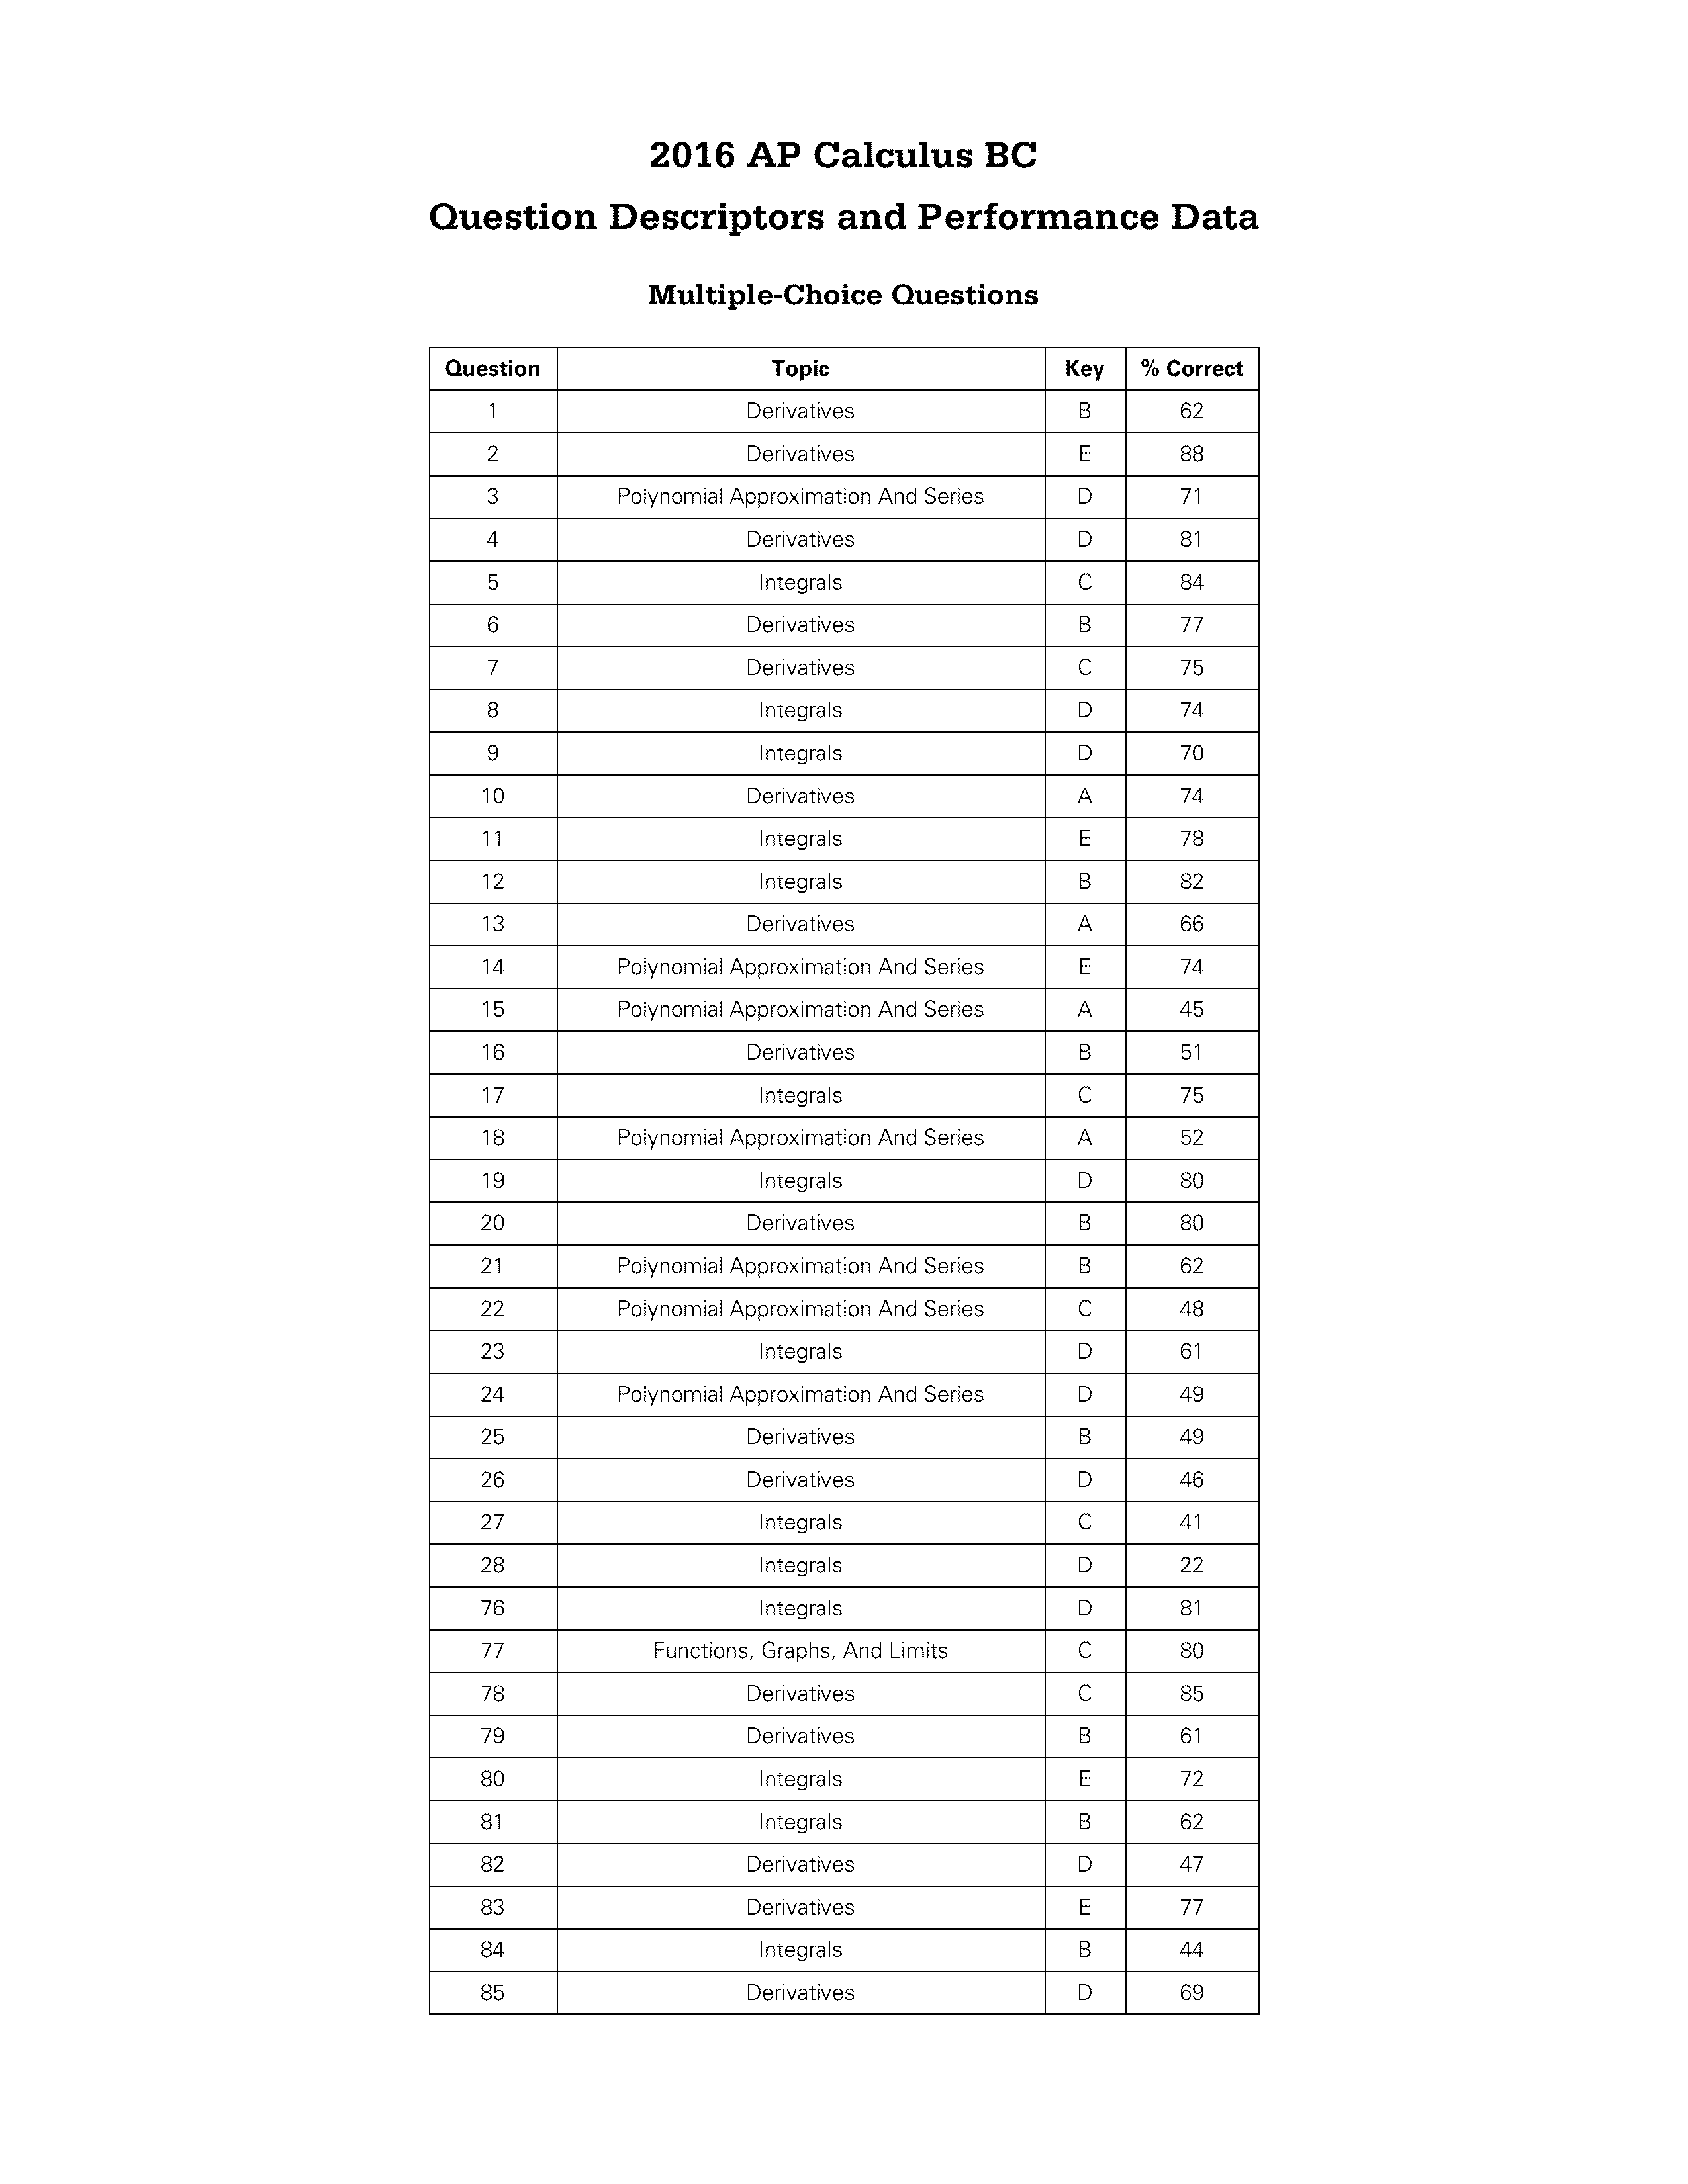 2016 AP Calculus BC
Question Descriptors and Performance Data
Multiple-Choice Questions
Question Topic Key % Correct
1 Derivatives B 62
2 Derivatives E 88
3 Polynomial Approximation And Series D 71
4 Derivatives D 81
5 Integrals C 84
6 Derivatives B 77
7 Derivatives C 75
8 Integrals D 74
9 Integrals D 70
10 Derivatives A 74
11 Integrals E 78
12 Integrals B 82
13 Derivatives A 66
14 Polynomial Approximation And Series E 74
15 Polynomial Approximation And Series A 45
16 Derivatives B 51
17 Integrals C 75
18 Polynomial Approximation And Series A 52
19 Integrals D 80
20 Derivatives B 80
21 Polynomial Approximation And Series B 62
22 Polynomial Approximation And Series C 48
23 Integrals D 61
24 Polynomial Approximation And Series D 49
25 Derivatives B 49
26 Derivatives D 46
27 Integrals C 41
28 Integrals D 22
76 Integrals D 81
77 Functions, Graphs, And Limits C 80
78 Derivatives C 85
79 Derivatives B 61
80 Integrals E 72
81 Integrals B 62
82 Derivatives D 47
83 Derivatives E 77
84 Integrals B 44
85 Derivatives D 69